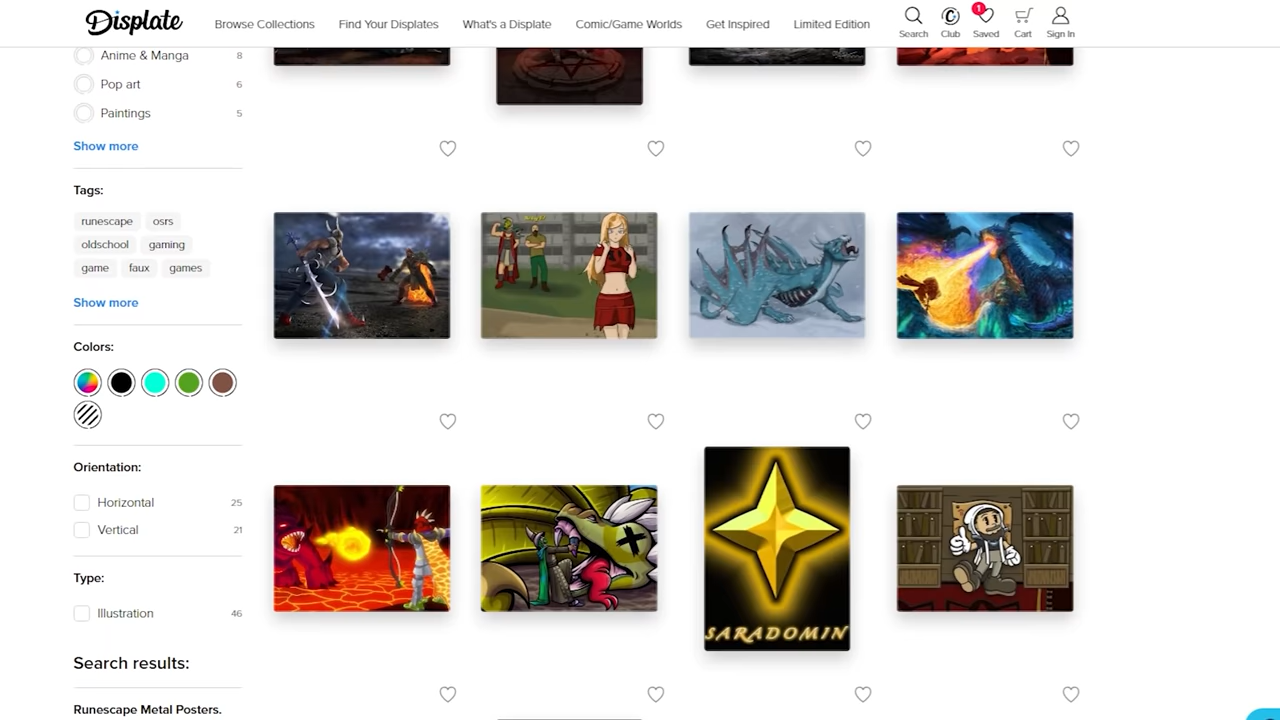 Displate
Browse Collections
Find Your Displates
What's a Displate
Comic/Game Worlds
Get Inspired
Limited Edition
1
Search
Club
Saved
Cart
Sign In
Anime & Manga 8
Pop art 6
Paintings 5
Show more
Tags:
runescape osrs
oldschool gaming
game faux games
Show more
Colors:
Orientation:
Horizontal 25
Vertical 21
Type:
Illustration 46
Search results:
Runescape Metal Posters.
SARADOMIN